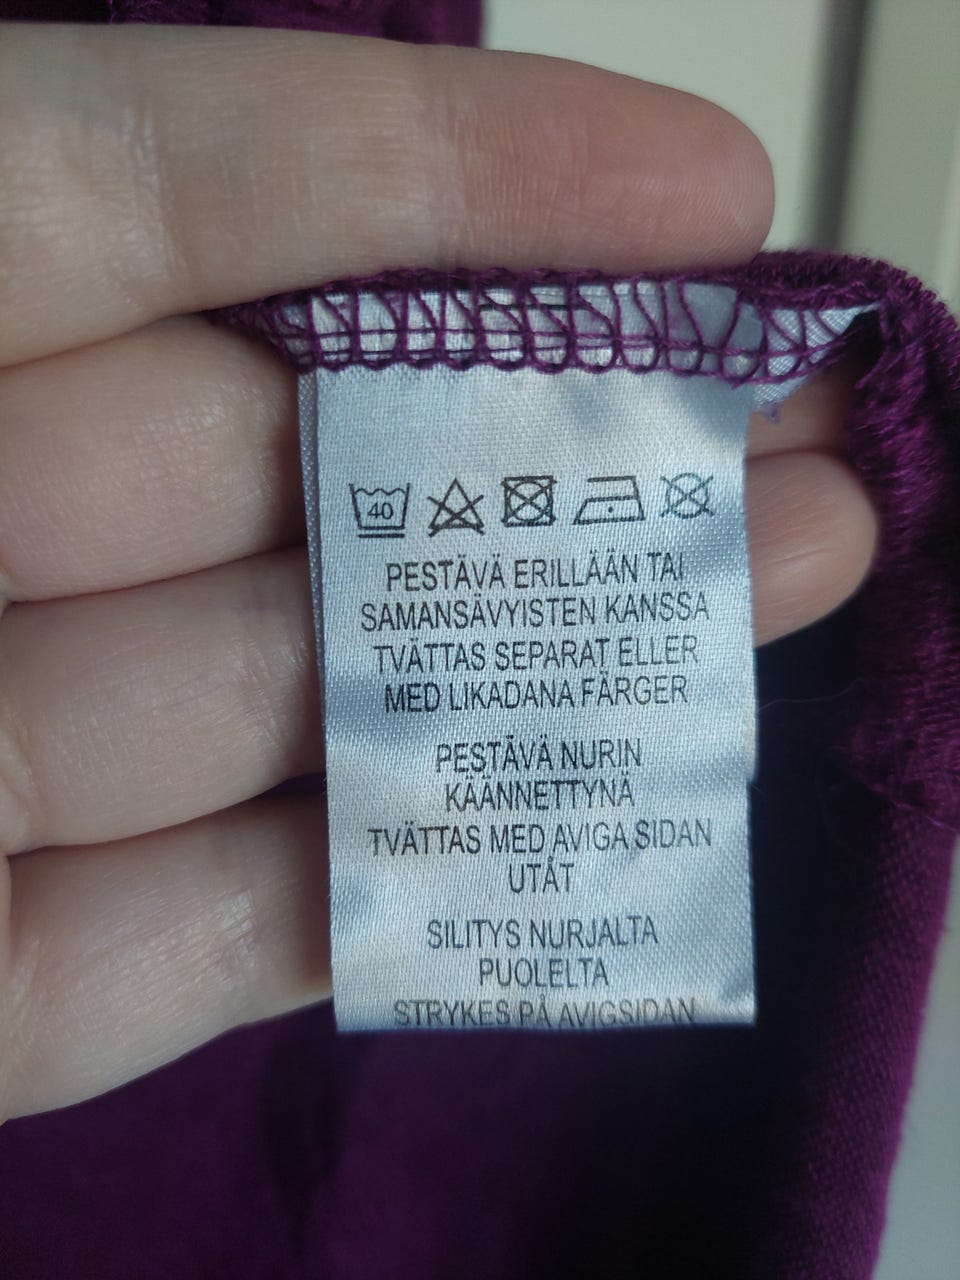 40
PESTÄVÄ ERILLÄÄN TAI
SAMANSÄVYISTEN KANSSA
TVÄTTAS SEPARAT ELLER
MED LIKADANA FÄRGER
PESTÄVÄ NURIN
KÄÄNNETTYNÄ
TVÄTTAS MED AVIGA SIDAN
UTÅT
SILITYS NURJALTA
PUOLELTA
STRYKES PÅ AVIGSIDAN